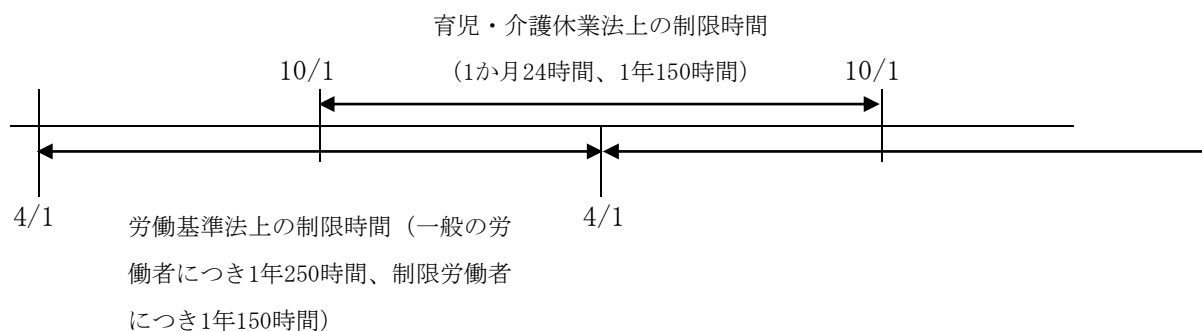 育児・介護休業法上の制限時間
(1か月24時間、1年150時間)
10/1
10/1
4/1
4/1
労働基準法上の制限時間(一般の労
働者につき1年250時間、制限労働者
につき1年150時間)